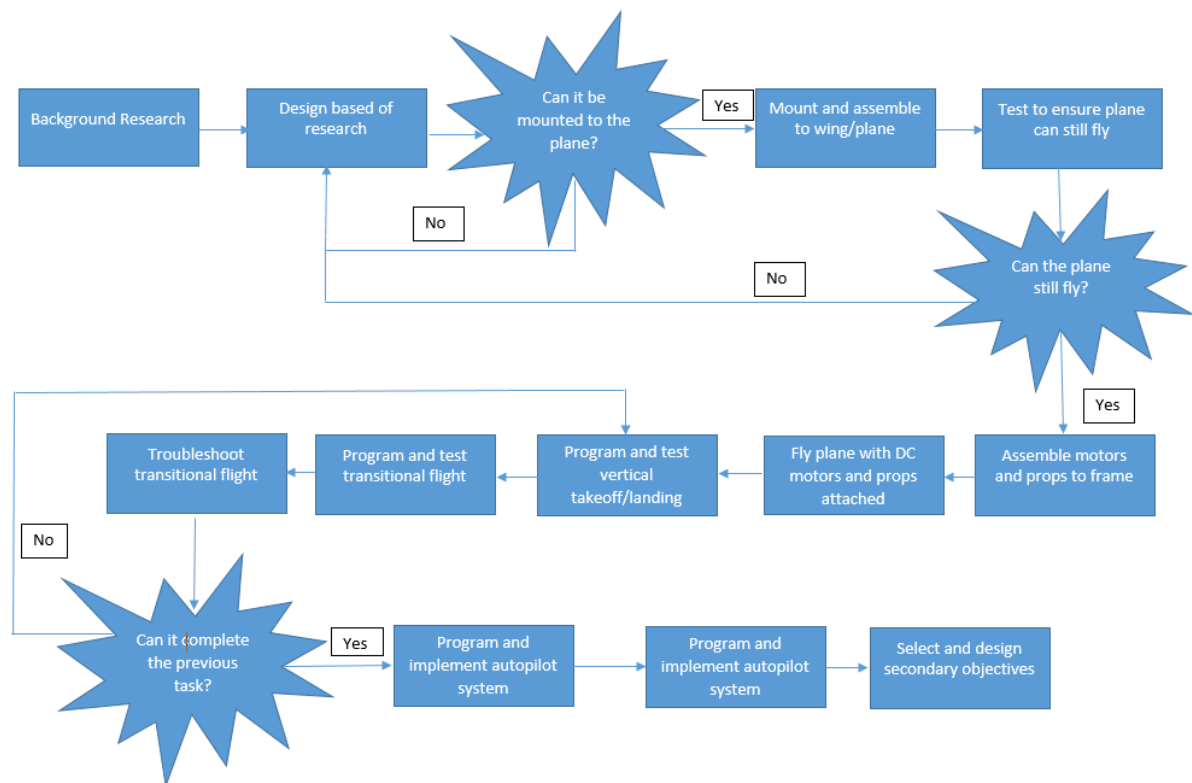 Background Research
Design based of
research
Can it be
mounted to the
plane?
Yes
Mount and assemble
to wing/plane
Test to ensure plane
can still fly
No
No
Can the plane
still fly?
Yes
Troubleshoot
transitional flight
Program and test
transitional flight
Program and test
vertical
takeoff/landing
Fly plane with DC
motors and props
attached
Assemble motors
and props to frame
No
Can it complete
the previous
task?
Yes
Program and
implement autopilot
system
Program and
implement autopilot
system
Select and design
secondary objectives